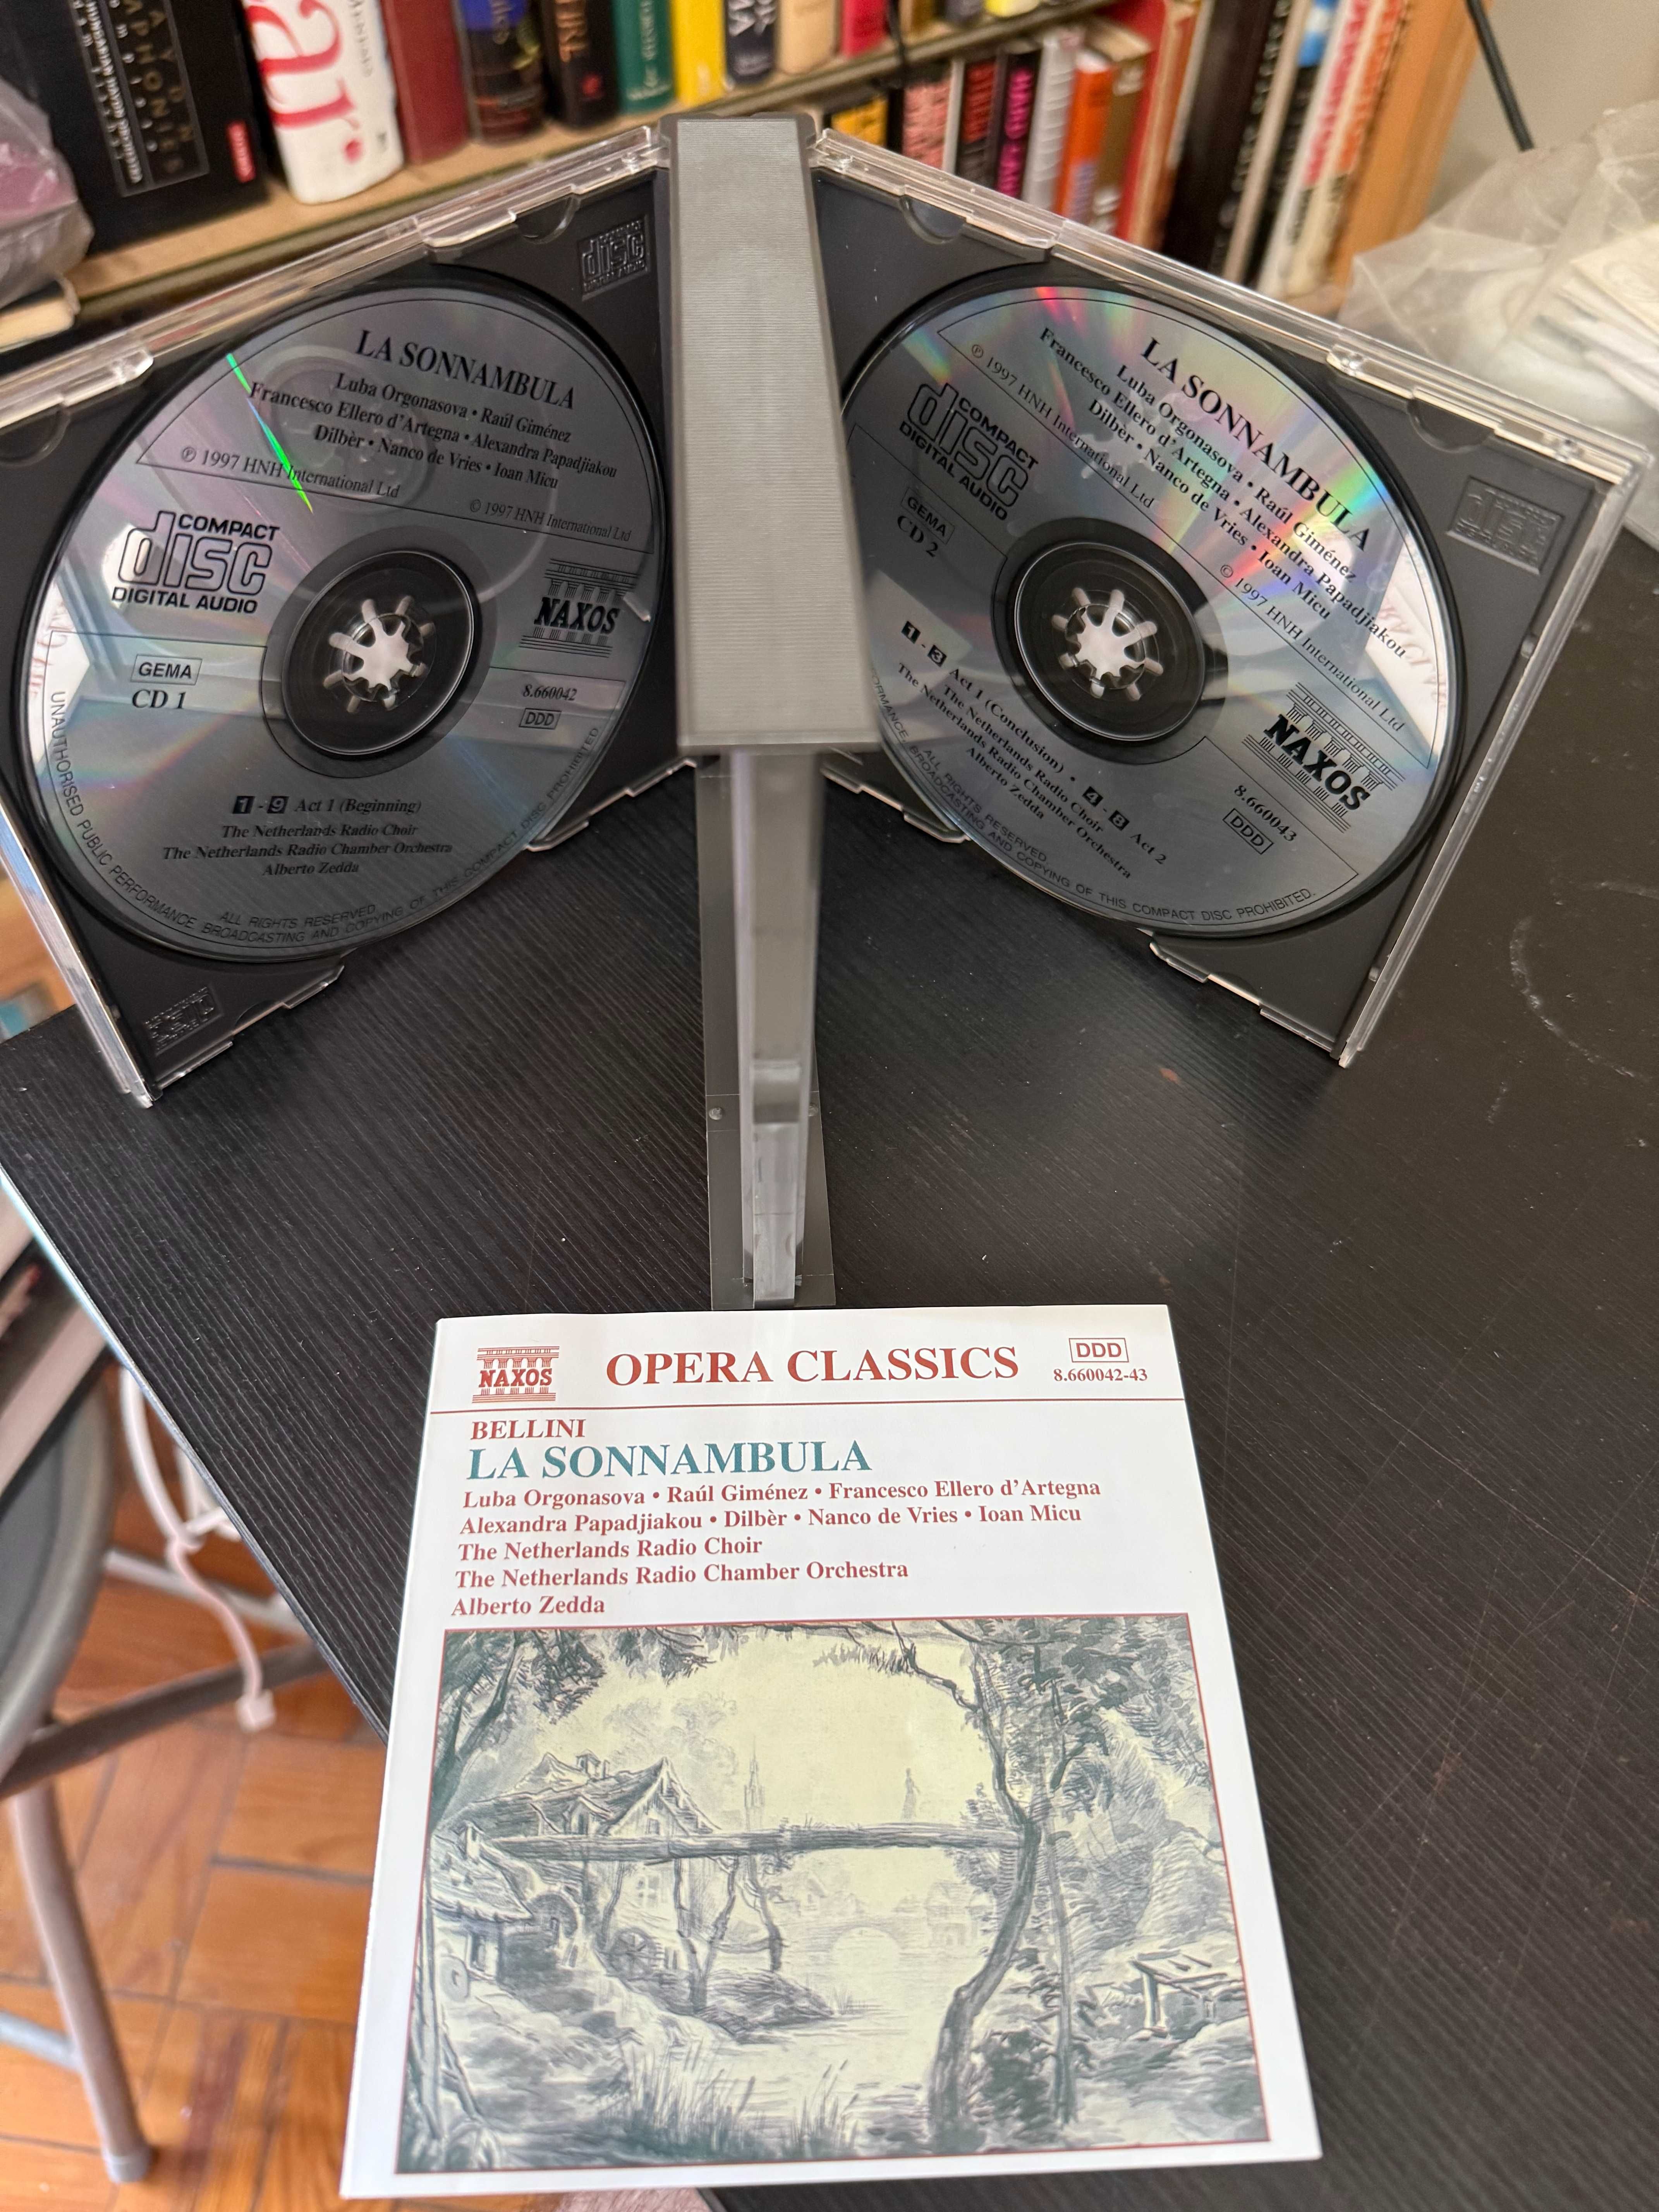 LA SONNAMBULA
Luba Orgonasova • Raúl Giménez
Francesco Ellero d'Artegna • Alexandra Papadjiakou
Dilbèr • Nanco de Vries • Ioan Micu
℗ 1997 HNH International Ltd
© 1997 HNH International Ltd
COMPACT
disc
DIGITAL AUDIO
NAXOS
GEMA
CD 1
8.660042
DDD
1 - 9 Act 1 (Beginning)
The Netherlands Radio Choir
The Netherlands Radio Chamber Orchestra
Alberto Zedda
ALL RIGHTS RESERVED
UNAUTHORISED PUBLIC PERFORMANCE BROADCASTING AND COPYING OF THIS COMPACT DISC PROHIBITED
disc
LA SONNAMBULA
Luba Orgonasova • Raúl Giménez
Francesco Ellero d'Artegna • Alexandra Papadjiakou
Dilbèr • Nanco de Vries • Ioan Micu
℗ 1997 HNH International Ltd
© 1997 HNH International Ltd
COMPACT
disc
DIGITAL AUDIO
GEMA
CD 2
NAXOS
8.660043
DDD
1 - 3 Act 1 (Conclusion) • 4 - 8 Act 2
The Netherlands Radio Choir
The Netherlands Radio Chamber Orchestra
Alberto Zedda
ALL RIGHTS RESERVED
BROADCASTING AND COPYING OF THIS COMPACT DISC PROHIBITED.
NAXOS
OPERA CLASSICS
DDD
8.660042-43
BELLINI
LA SONNAMBULA
Luba Orgonasova • Raúl Giménez • Francesco Ellero d'Artegna
Alexandra Papadjiakou • Dilbèr • Nanco de Vries • Ioan Micu
The Netherlands Radio Choir
The Netherlands Radio Chamber Orchestra
Alberto Zedda